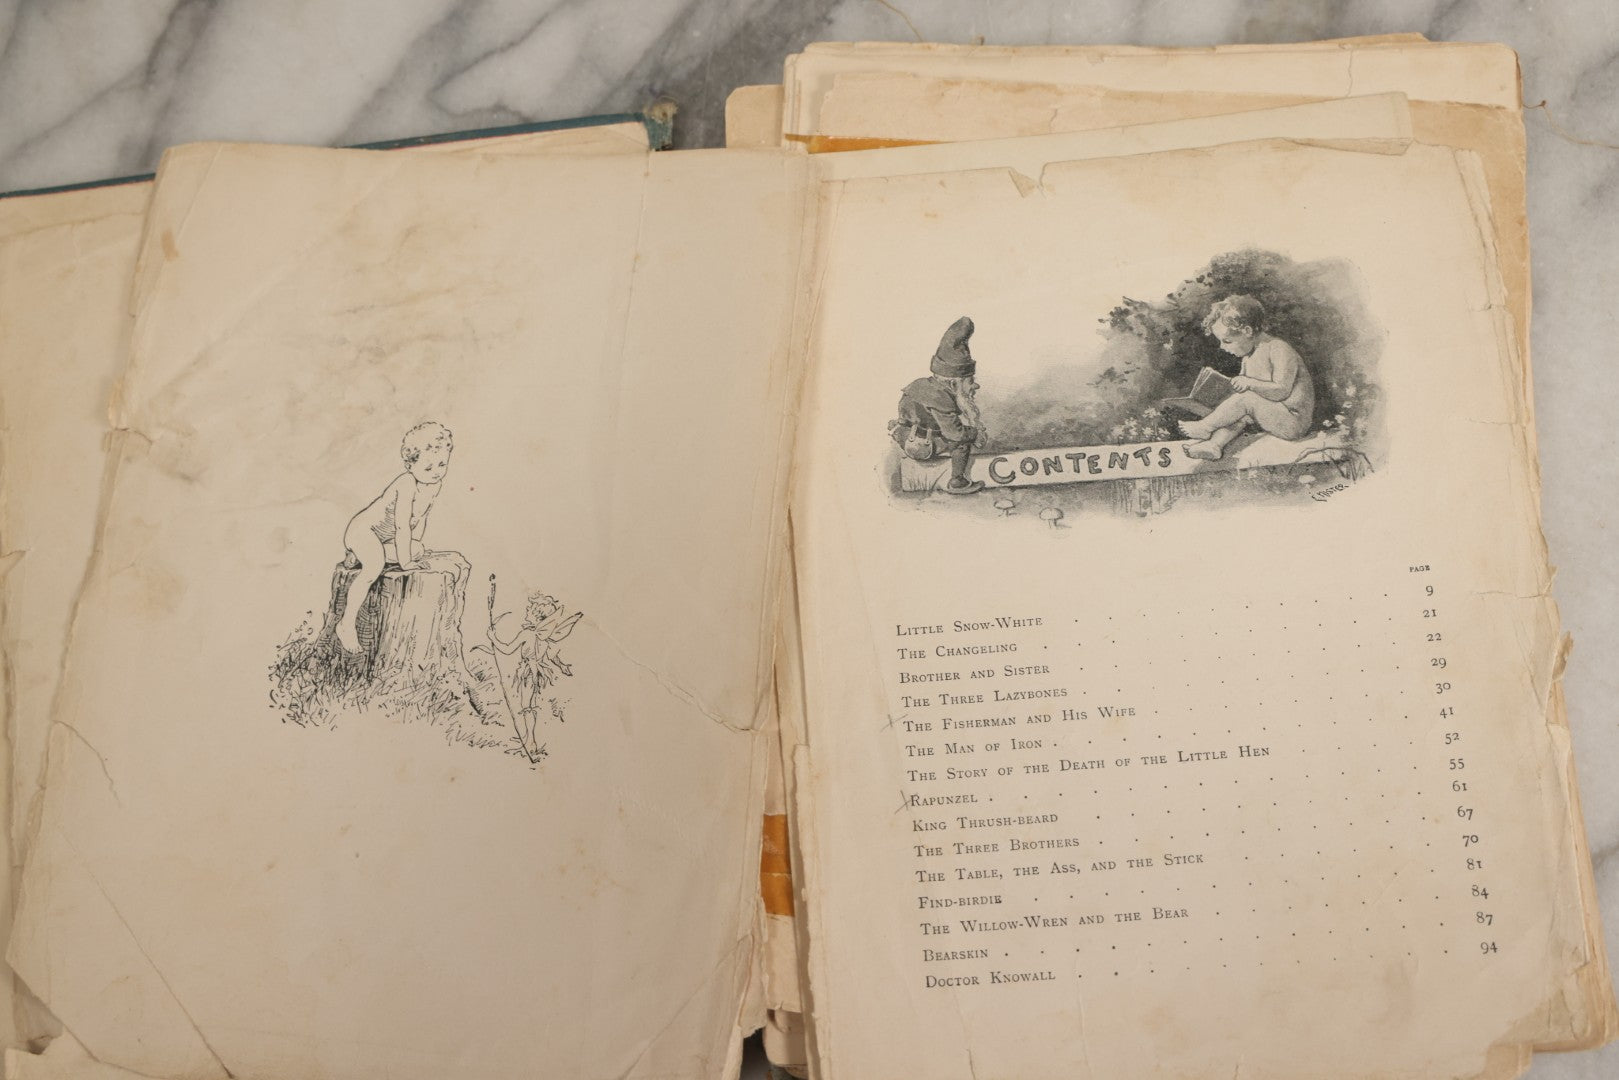 CONTENTS
PAGE
LITTLE SNOW-WHITE . . . . . . . . . . 9
THE CHANGELING . . . . . . . . . . 21
BROTHER AND SISTER . . . . . . . . . . 22
THE THREE LAZYBONES . . . . . . . . . 29
THE FISHERMAN AND HIS WIFE . . . . . . . . 30
THE MAN OF IRON . . . . . . . . . . 41
THE STORY OF THE DEATH OF THE LITTLE HEN . . . . 52
RAPUNZEL . . . . . . . . . . . 55
KING THRUSH-BEARD . . . . . . . . . 61
THE THREE BROTHERS . . . . . . . . . 67
THE TABLE, THE ASS, AND THE STICK . . . . . . 70
FIND-BIRDIE . . . . . . . . . . 81
THE WILLOW-WREN AND THE BEAR . . . . . . 84
BEARSKIN . . . . . . . . . . . 87
DOCTOR KNOWALL . . . . . . . . . 94